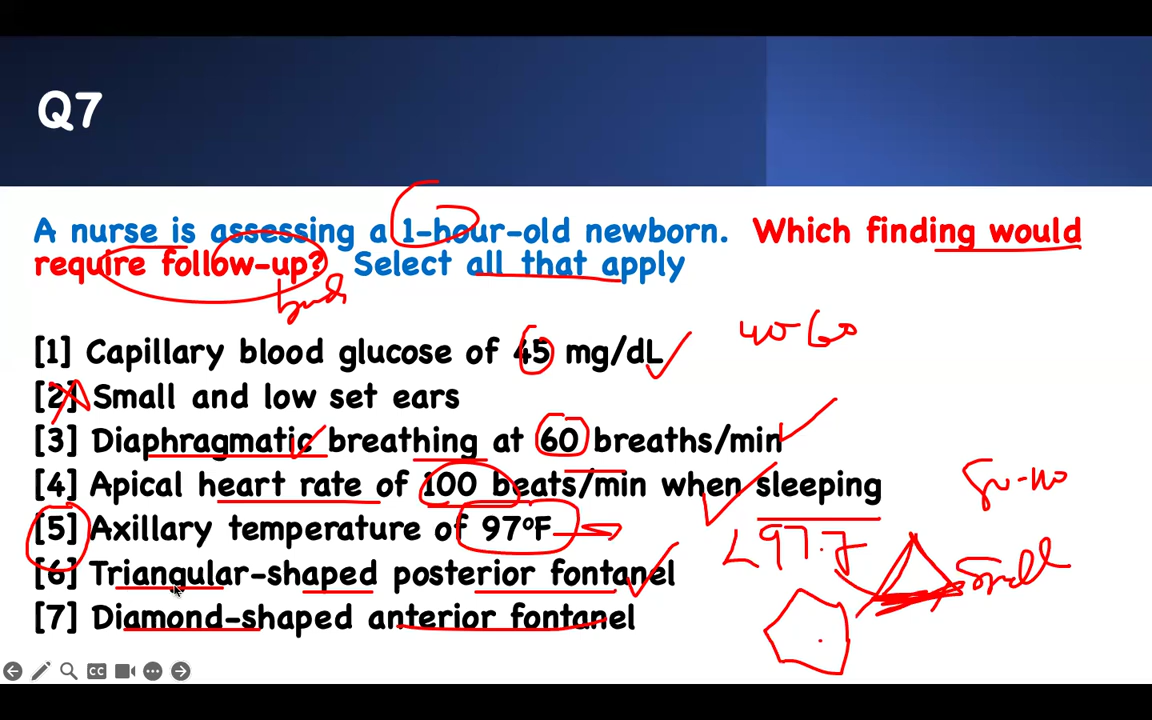 Q7
A nurse is assessing a 1-hour-old newborn. Which finding would
require follow-up? Select all that apply
[1] Capillary blood glucose of 45 mg/dL
40-60
[2] Small and low set ears
[3] Diaphragmatic breathing at 60 breaths/min
[4] Apical heart rate of 100 beats/min when sleeping
[5] Axillary temperature of 97ºF
<97.7
[6] Triangular-shaped posterior fontanel
Small
[7] Diamond-shaped anterior fontanel
CC